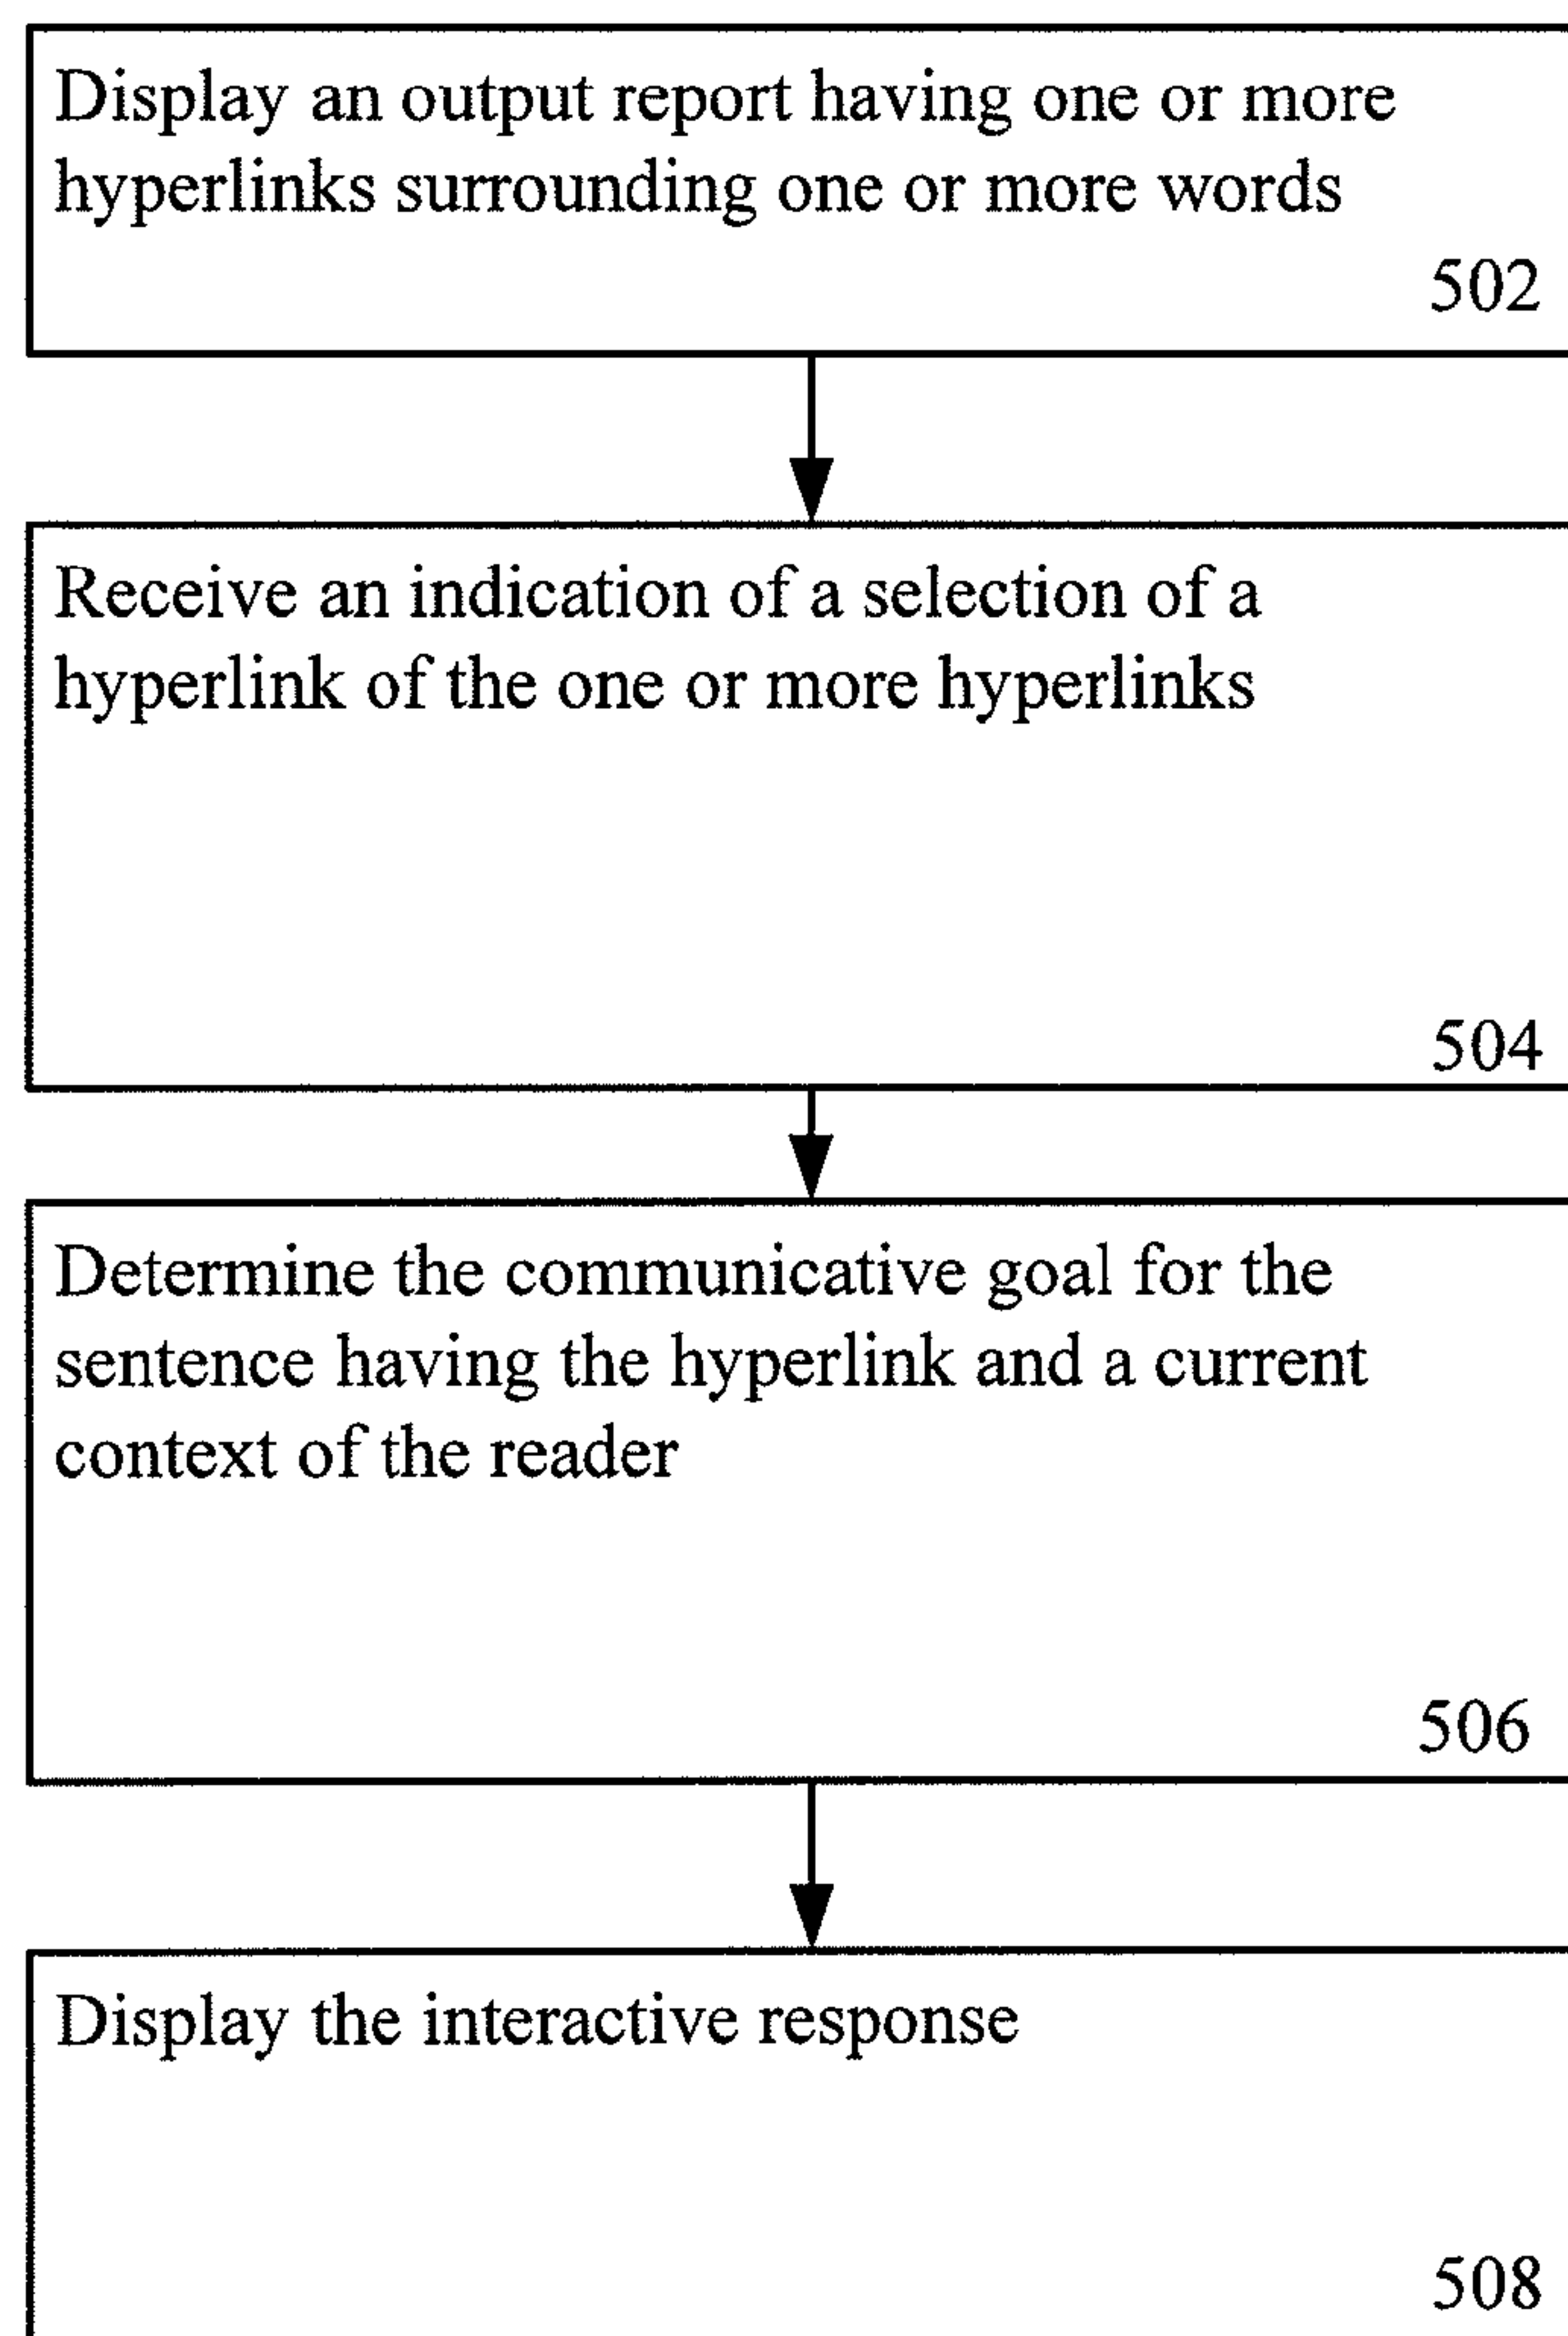 Display an output report having one or more
hyperlinks surrounding one or more words
502
Receive an indication of a selection of a
hyperlink of the one or more hyperlinks
504
Determine the communicative goal for the
sentence having the hyperlink and a current
context of the reader
506
Display the interactive response
508